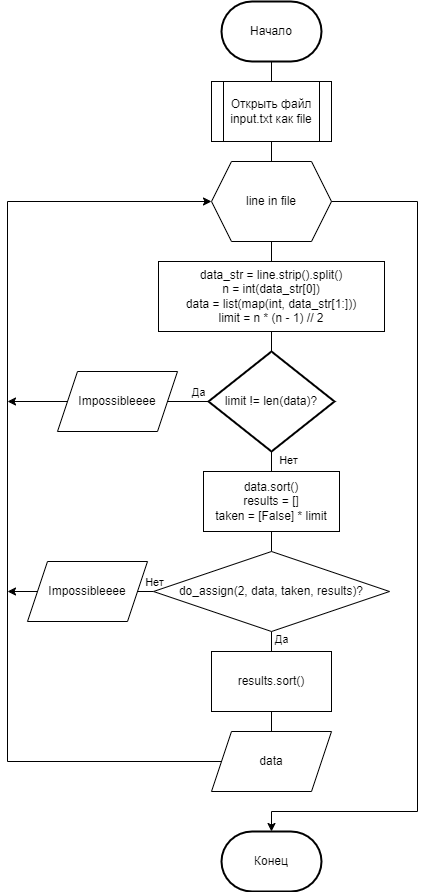 Начало
Открыть файл
input.txt как file
line in file
data_str = line.strip().split()
n = int(data_str[0])
data = list(map(int, data_str[1:]))
limit = n * (n - 1) // 2
Impossibleeee
Да
limit != len(data)?
Нет
data.sort()
results = []
taken = [False] * limit
Impossibleeee
Нет
do_assign(2, data, taken, results)?
Да
results.sort()
data
Конец